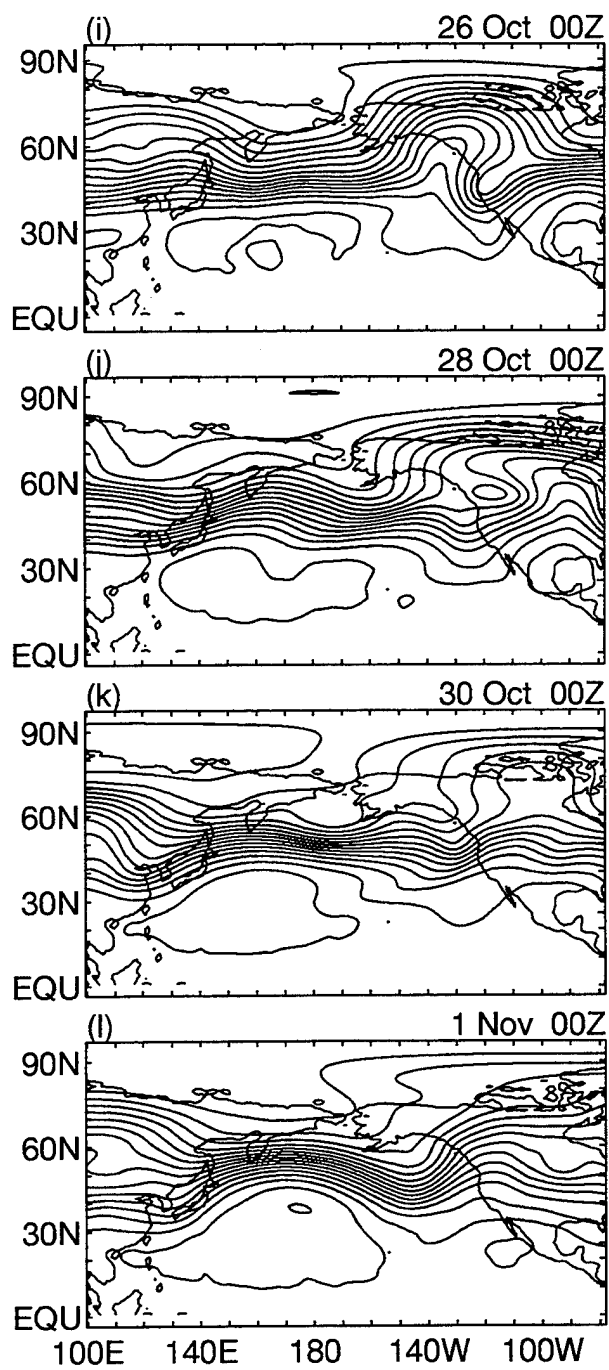 (i) 26 Oct 00Z
90N
60N
30N
EQU
(j) 28 Oct 00Z
90N
60N
30N
EQU
(k) 30 Oct 00Z
90N
60N
30N
EQU
(l) 1 Nov 00Z
90N
60N
30N
EQU
100E 140E 180 140W 100W